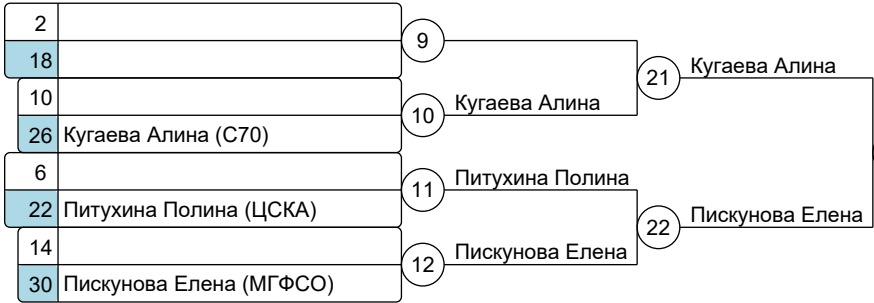 2
18
9
10
26 Кугаева Алина (С70)
10
Кугаева Алина
21
Кугаева Алина
6
22 Питухина Полина (ЦСКА)
11
Питухина Полина
14
30 Пискунова Елена (МГФСО)
12
Пискунова Елена
22
Пискунова Елена